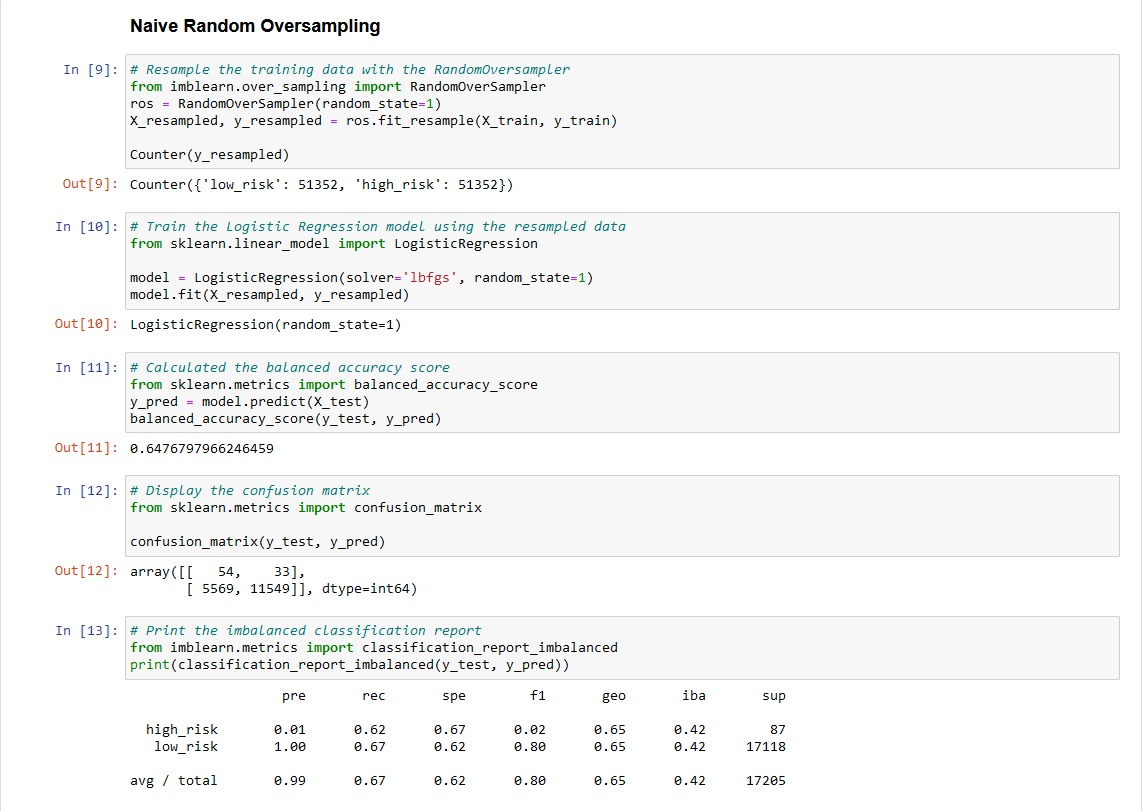 Naive Random Oversampling
In [9]: # Resample the training data with the RandomOversampler
from imblearn.over_sampling import RandomOverSampler
ros = RandomOverSampler(random_state=1)
X_resampled, y_resampled = ros.fit_resample(X_train, y_train)
Counter(y_resampled)
Out[9]: Counter({'low_risk': 51352, 'high_risk': 51352})
In [10]: # Train the Logistic Regression model using the resampled data
from sklearn.linear_model import LogisticRegression
model = LogisticRegression(solver='lbfgs', random_state=1)
model.fit(X_resampled, y_resampled)
Out[10]: LogisticRegression(random_state=1)
In [11]: # Calculated the balanced accuracy score
from sklearn.metrics import balanced_accuracy_score
y_pred = model.predict(X_test)
balanced_accuracy_score(y_test, y_pred)
Out[11]: 0.6476797966246459
In [12]: # Display the confusion matrix
from sklearn.metrics import confusion_matrix
confusion_matrix(y_test, y_pred)
Out[12]: array([[   54,    33],
       [ 5569, 11549]], dtype=int64)
In [13]: # Print the imbalanced classification report
from imblearn.metrics import classification_report_imbalanced
print(classification_report_imbalanced(y_test, y_pred))
pre rec spe f1 geo iba sup
high_risk 0.01 0.62 0.67 0.02 0.65 0.42 87
low_risk 1.00 0.67 0.62 0.80 0.65 0.42 17118
avg / total 0.99 0.67 0.62 0.80 0.65 0.42 17205